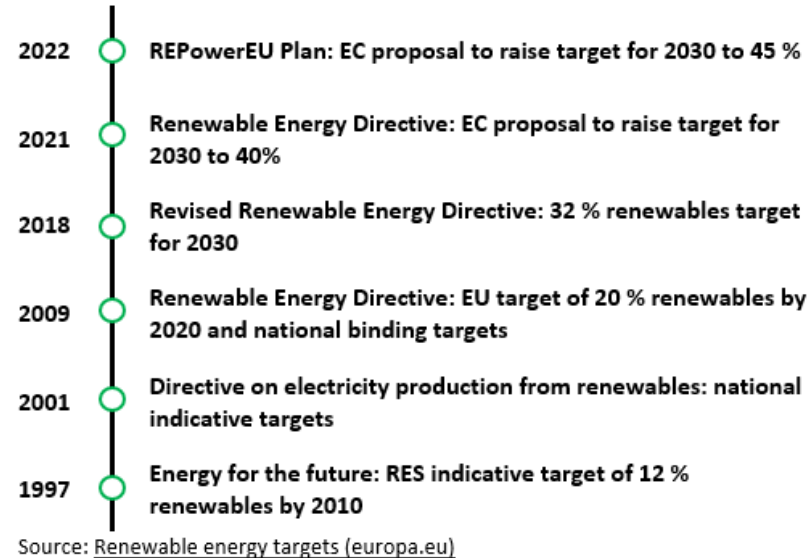 2022
REPowerEU Plan: EC proposal to raise target for 2030 to 45 %
2021
Renewable Energy Directive: EC proposal to raise target for
2030 to 40%
2018
Revised Renewable Energy Directive: 32 % renewables target
for 2030
2009
Renewable Energy Directive: EU target of 20 % renewables by
2020 and national binding targets
2001
Directive on electricity production from renewables: national
indicative targets
1997
Energy for the future: RES indicative target of 12 %
renewables by 2010
Source: Renewable energy targets (europa.eu)